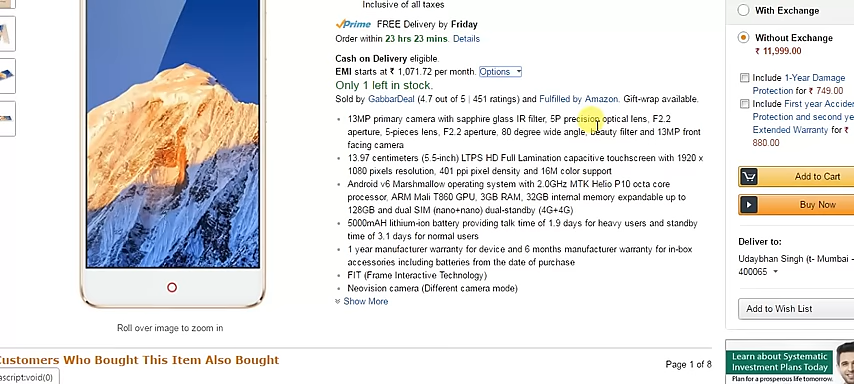 Inclusive of all taxes
Prime FREE Delivery by Friday
Order within 23 hrs 23 mins. Details
Cash on Delivery eligible.
EMI starts at ₹ 1,071.72 per month. Options
Only 1 left in stock.
Sold by GabbarDeal (4.7 out of 5 | 451 ratings) and Fulfilled by Amazon. Gift-wrap available.
13MP primary camera with sapphire glass IR filter, 5P precision optical lens, F2.2
aperture, 5-pieces lens, F2.2 aperture, 80 degree wide angle, beauty filter and 13MP front
facing camera
13.97 centimeters (5.5-inch) LTPS HD Full Lamination capacitive touchscreen with 1920 x
1080 pixels resolution, 401 ppi pixel density and 16M color support
Android v6 Marshmallow operating system with 2.0GHz MTK Helio P10 octa core
processor, ARM Mali T860 GPU, 3GB RAM, 32GB internal memory expandable up to
128GB and dual SIM (nano+nano) dual-standby (4G+4G)
5000mAH lithium-ion battery providing talk time of 1.9 days for heavy users and standby
time of 3.1 days for normal users
1 year manufacturer warranty for device and 6 months manufacturer warranty for in-box
accessories including batteries from the date of purchase
FIT (Frame Interactive Technology)
Neovision camera (Different camera mode)
Show More
Roll over image to zoom in
With Exchange
Without Exchange
₹ 11,999.00
Include 1-Year Damage
Protection for ₹ 749.00
Include First year Accider
Protection and second ye
Extended Warranty for ₹
880.00
Add to Cart
Buy Now
Deliver to:
Udaybhan Singh (t- Mumbai -
400065
Add to Wish List
Customers Who Bought This Item Also Bought
Page 1 of 8
ascript:void(0)
Learn about Systematic
Investment Plans Today
Plan for a prosperous life tomorrow.